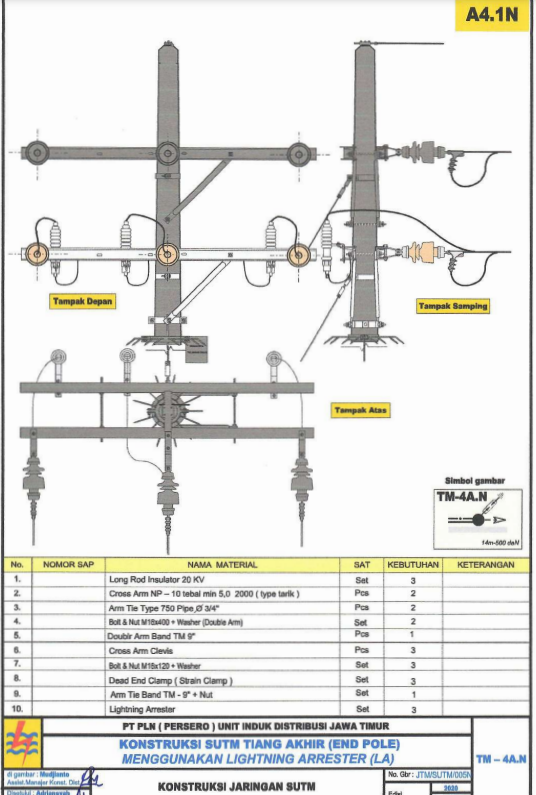 A4.1N
Tampak Depan
Tampak Samping
Tampak Atas
Simbol gambar
TM-4A.N
14m-500 daN
No. NOMOR SAP NAMA MATERIAL SAT KEBUTUHAN KETERANGAN
1. Long Rod Insulator 20 KV Set 3
2. Cross Arm NP – 10 tebal min 5,0 2000 ( type tarik ) Pcs 2
3. Arm Tie Type 750 Pipe Ø 3/4" Pcs 2
4. Bolt & Nut M16x400 + Washer (Double Arm) Set 2
5. Doublr Arm Band TM 9" Pcs 1
6. Cross Arm Clevis Pcs 3
7. Bolt & Nut M16x120 + Washer Set 3
8. Dead End Clamp ( Strain Clamp ) Set 3
9. Arm Tie Band TM - 9" + Nut Set 1
10. Lightning Arrester Set 3
PT PLN ( PERSERO ) UNIT INDUK DISTRIBUSI JAWA TIMUR
KONSTRUKSI SUTM TIANG AKHIR (END POLE)
MENGGUNAKAN LIGHTNING ARRESTER (LA)
TM – 4A.N
di gambar : Mudjianto
Assist.Manajer Konst. Dist
KONSTRUKSI JARINGAN SUTM
No. Gbr : JTM/SUTM/005N
Disetujui : Adriansyah
Edisi 2020